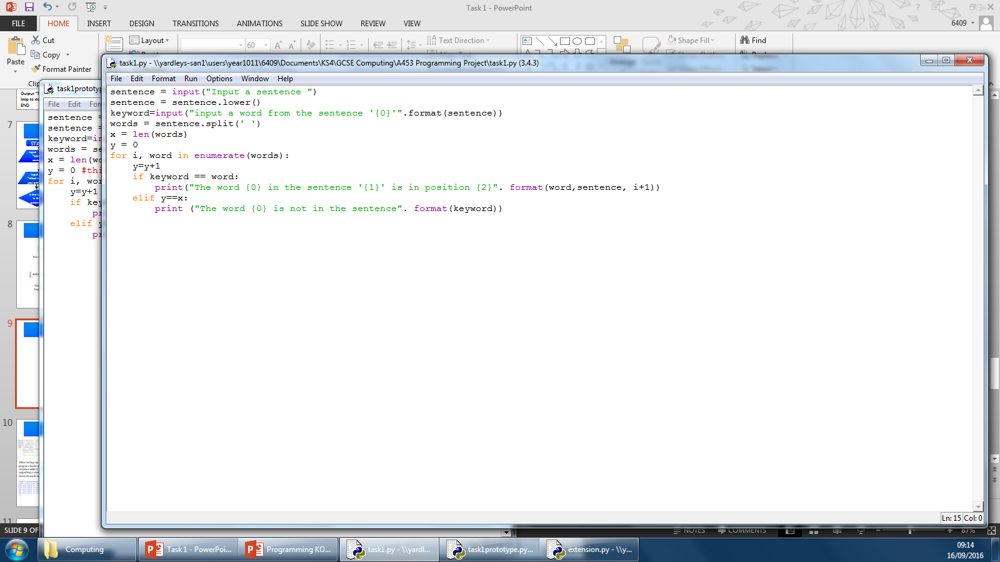 Task 1 - PowerPoint
FILE HOME INSERT DESIGN TRANSITIONS ANIMATIONS SLIDE SHOW REVIEW VIEW 6409
Cut
Copy
Format Painter
Paste
Layout
60
Text Direction
Shape Fill
Find
task1.py - \\yardleys-san1\users\year1011\6409\Documents\KS4\GCSE Computing\A453 Programming Project\task1.py (3.4.3)
File Edit Format Run Options Window Help
sentence = input("Input a sentence ")
sentence = sentence.lower()
keyword=input("input a word from the sentence '{0}'".format(sentence))
words = sentence.split(' ')
x = len(words)
y = 0
for i, word in enumerate(words):
y=y+1
if keyword == word:
print("The word {0} in the sentence '{1}' is in position {2}". format(word,sentence, i+1))
elif y==x:
print ("The word {0} is not in the sentence". format(keyword))
Ln: 15 Col: 0
task1prototyp
File Edit For
sentence =
sentence =
keyword=in
words = se
x = len(wo
y = 0 #thi
for i, wor
y=y+1
if key
pr
elif y
pr
Output "T
loop to sto
END
7
8
9
10
11
SLIDE 9 OF
NOTES COMMENTS 87%
Computing
Task 1 - PowerPoi...
Programming KO...
task1.py - \\yardl...
task1prototype.py...
extension.py - \\y...
09:14
16/09/2016